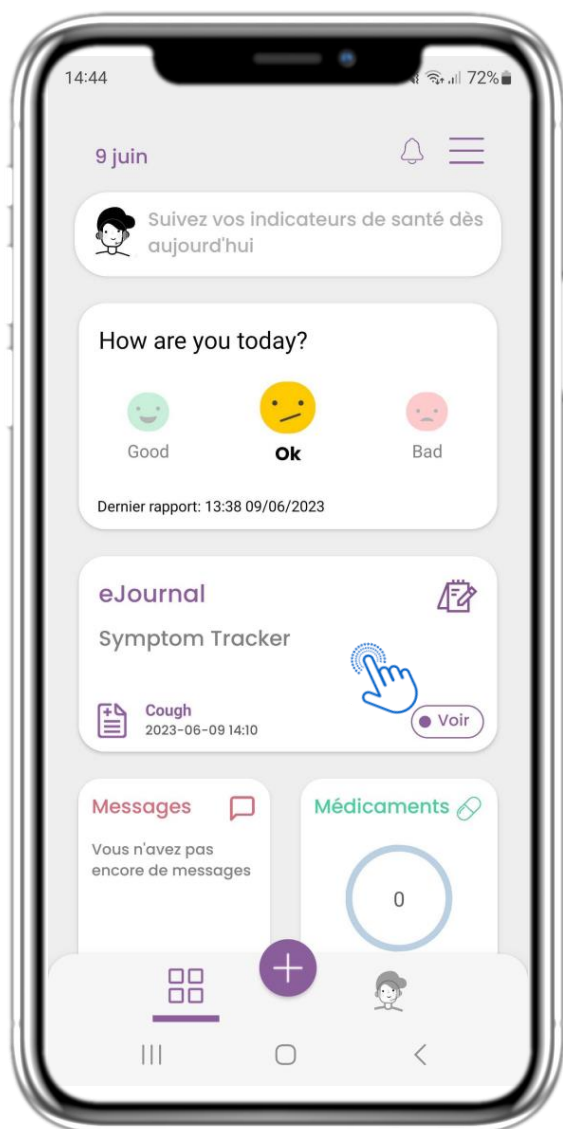 14:44
72%
9 juin
Suivez vos indicateurs de santé dès
aujourd'hui
How are you today?
Good
Ok
Bad
Dernier rapport: 13:38 09/06/2023
eJournal
Symptom Tracker
Cough
2023-06-09 14:10
Voir
Messages
Médicaments
Vous n'avez pas
encore de messages
0